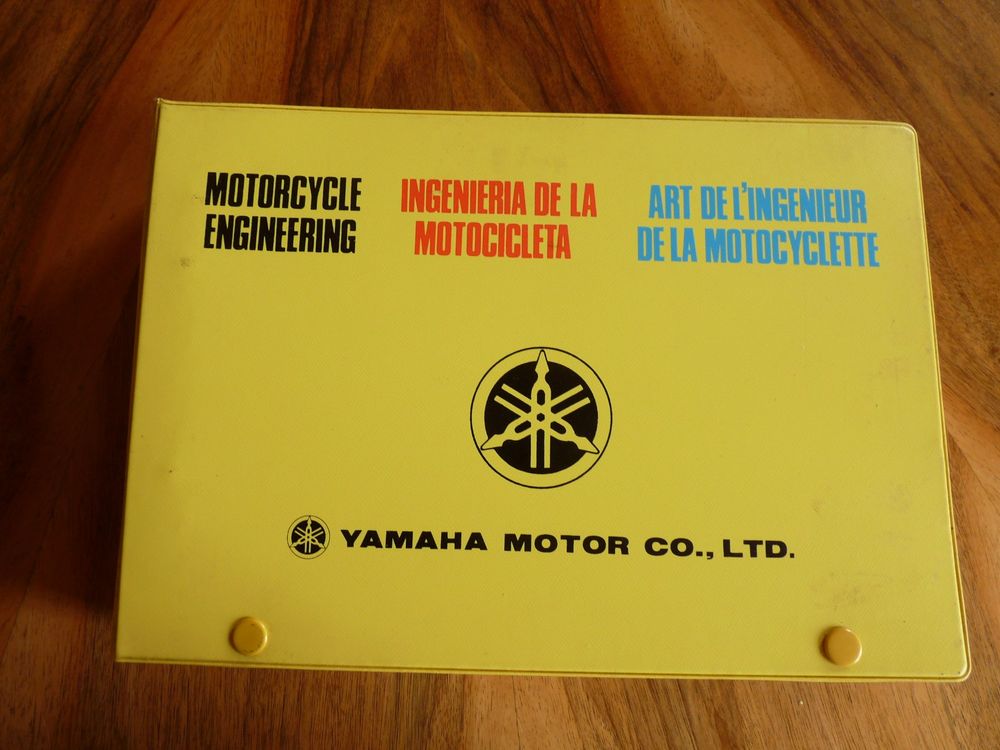 MOTORCYCLE
ENGINEERING
INGENIERIA DE LA
MOTOCICLETA
ART DE L'INGENIEUR
DE LA MOTOCYCLETTE
YAMAHA MOTOR CO., LTD.